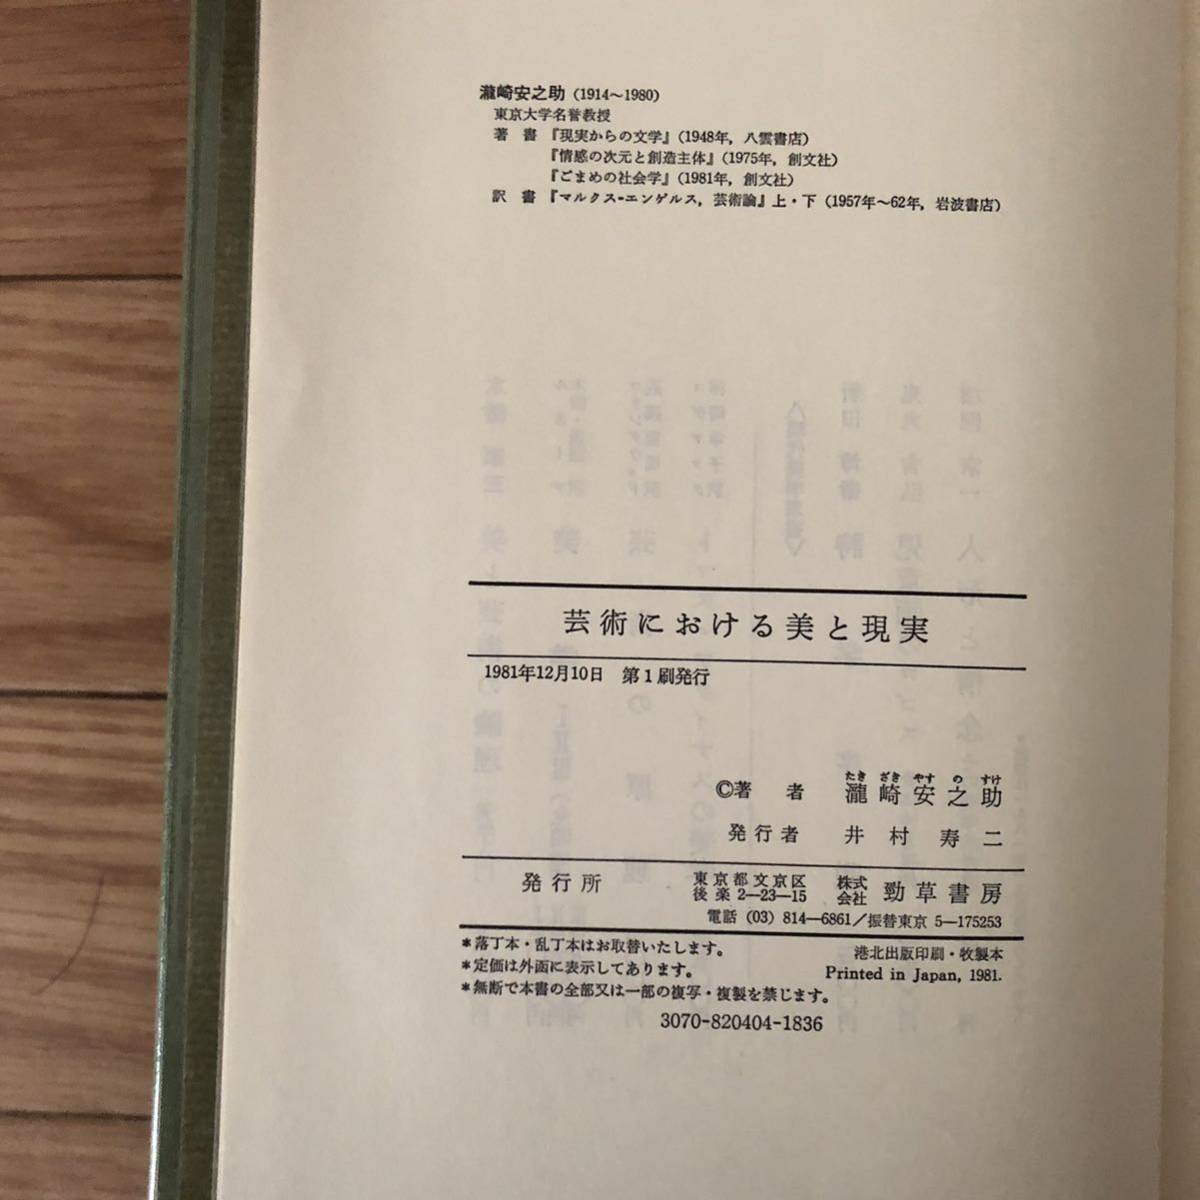 瀧崎安之助 (1914〜1980)
東京大学名誉教授
著書 『現実からの文学』(1948年, 八雲書店)
『情感の次元と創造主体』(1975年, 創文社)
『ごまめの社会学』(1981年, 創文社)
訳書 『マルクス=エンゲルス, 芸術論』上・下 (1957年〜62年, 岩波書店)
芸術における美と現実
1981年12月10日 第1刷発行
たき ざき やす の すけ
©著者 瀧崎安之助
発行者 井村寿二
発行所 東京都文京区後楽2―23―15 株式会社 勁草書房
電話 (03) 814―6861/振替東京 5―175253
*落丁本・乱丁本はお取替いたします。
*定価は外函に表示してあります。
*無断で本書の全部又は一部の複写・複製を禁じます。
港北出版印刷・牧製本
Printed in Japan, 1981.
3070-820404-1836